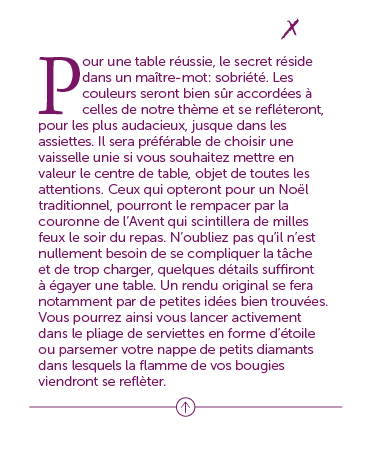 Pour une table réussie, le secret réside
dans un maître-mot: sobriété. Les
couleurs seront bien sûr accordées à
celles de notre thème et se reflèteront,
pour les plus audacieux, jusque dans les
assiettes. Il sera préférable de choisir une
vaisselle unie si vous souhaitez mettre en
valeur le centre de table, objet de toutes les
attentions. Ceux qui opteront pour un Noël
traditionnel, pourront le rempacer par la
couronne de l'Avent qui scintillera de milles
feux le soir du repas. N'oubliez pas qu'il n'est
nullement besoin de se compliquer la tâche
et de trop charger, quelques détails suffiront
à égayer une table. Un rendu original se fera
notamment par de petites idées bien trouvées.
Vous pourrez ainsi vous lancer activement
dans le pliage de serviettes en forme d'étoile
ou parsemer votre nappe de petits diamants
dans lesquels la flamme de vos bougies
viendront se reflèter.